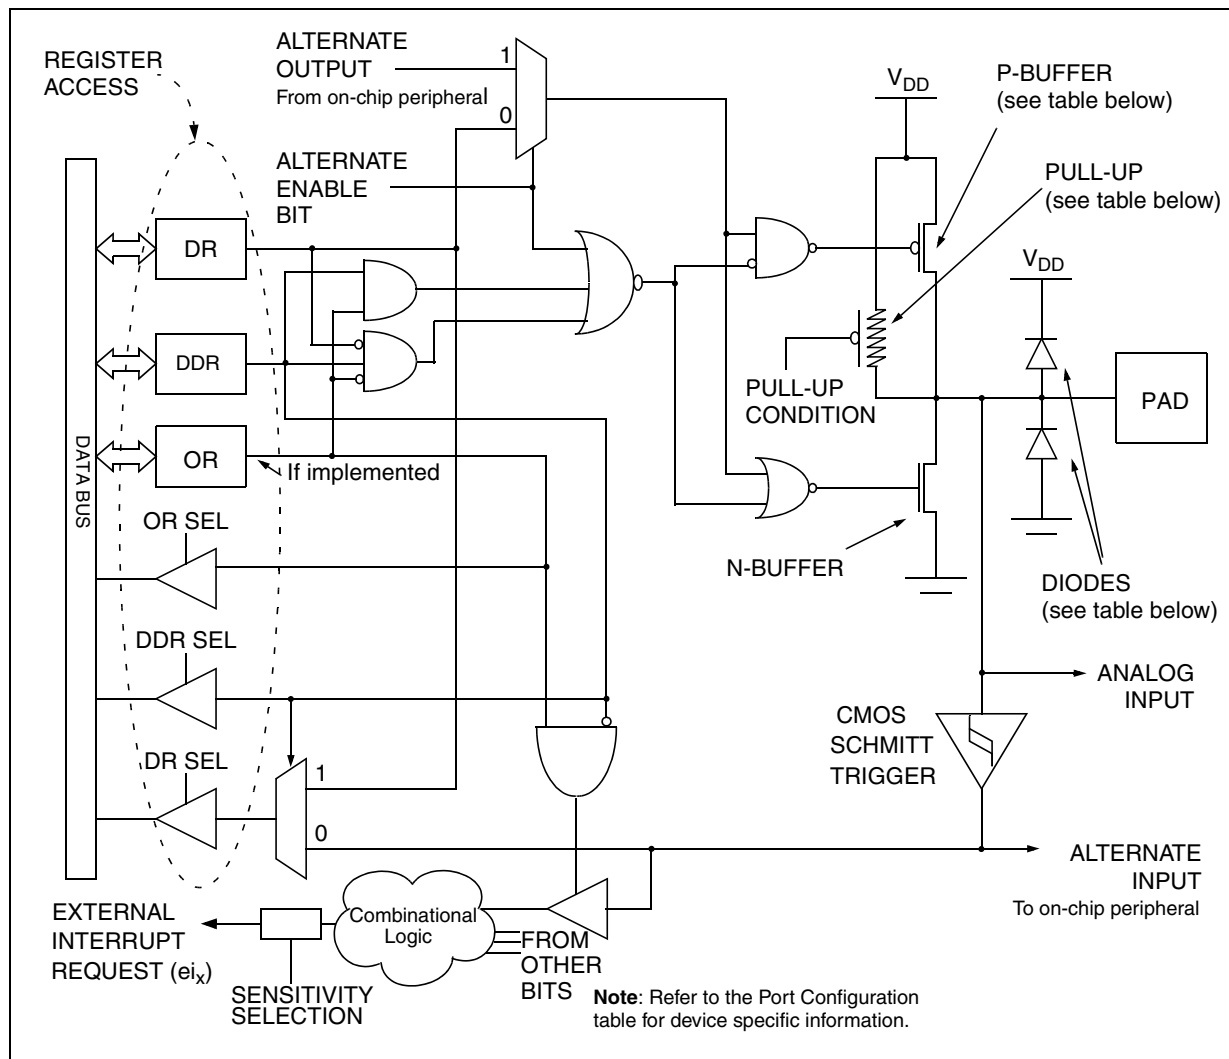 REGISTER
ACCESS
ALTERNATE
OUTPUT
From on-chip peripheral
1
0
ALTERNATE
ENABLE
BIT
VDD
P-BUFFER
(see table below)
PULL-UP
(see table below)
VDD
DR
DDR
OR
If implemented
DATA BUS
PULL-UP
CONDITION
PAD
N-BUFFER
DIODES
(see table below)
OR SEL
DDR SEL
DR SEL
1
0
ANALOG
INPUT
CMOS
SCHMITT
TRIGGER
ALTERNATE
INPUT
To on-chip peripheral
EXTERNAL
INTERRUPT
REQUEST (eix)
Combinational
Logic
SENSITIVITY
SELECTION
FROM
OTHER
BITS
Note: Refer to the Port Configuration
table for device specific information.